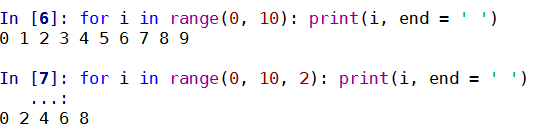 In [6]: for i in range(0, 10): print(i, end = ' ')
0 1 2 3 4 5 6 7 8 9
In [7]: for i in range(0, 10, 2): print(i, end = ' ')
...:
0 2 4 6 8